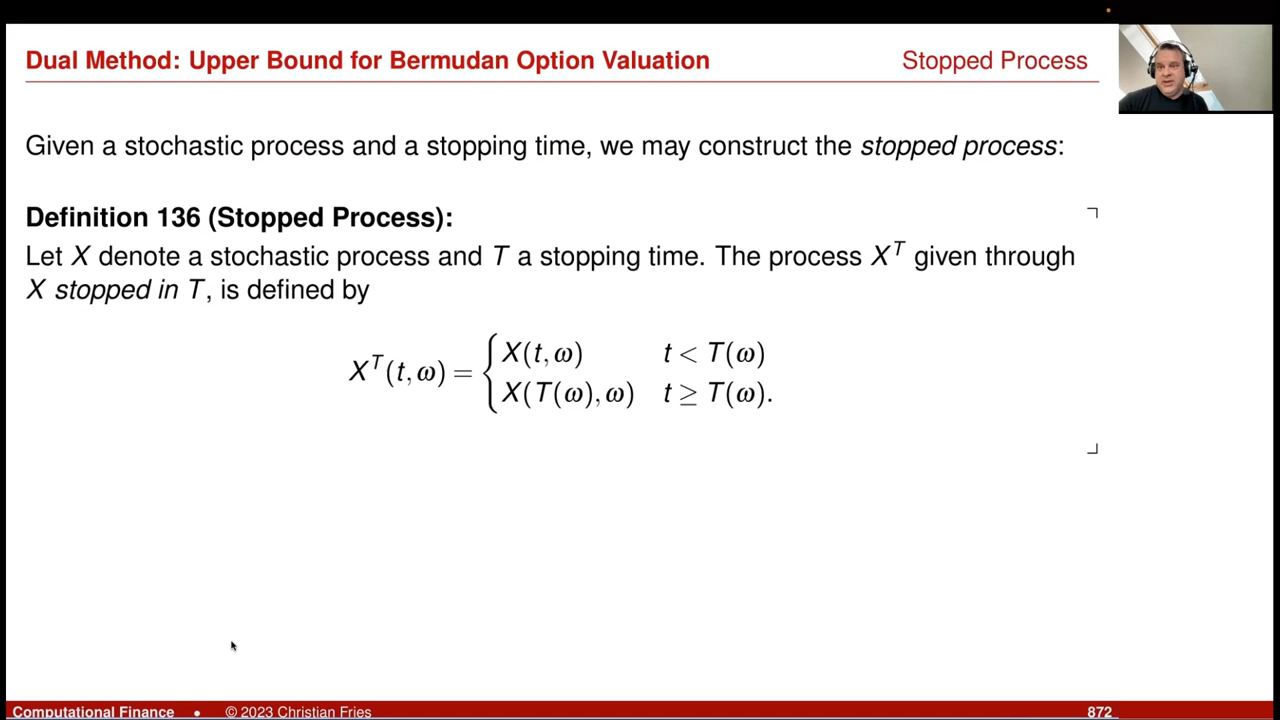 Dual Method: Upper Bound for Bermudan Option Valuation Stopped Process
Given a stochastic process and a stopping time, we may construct the stopped process:
Definition 136 (Stopped Process):
Let X denote a stochastic process and T a stopping time. The process X^T given through
X stopped in T, is defined by
X^T(t,ω) = { X(t,ω) t < T(ω)
X(T(ω),ω) t ≥ T(ω).
Computational Finance • © 2023 Christian Fries 872